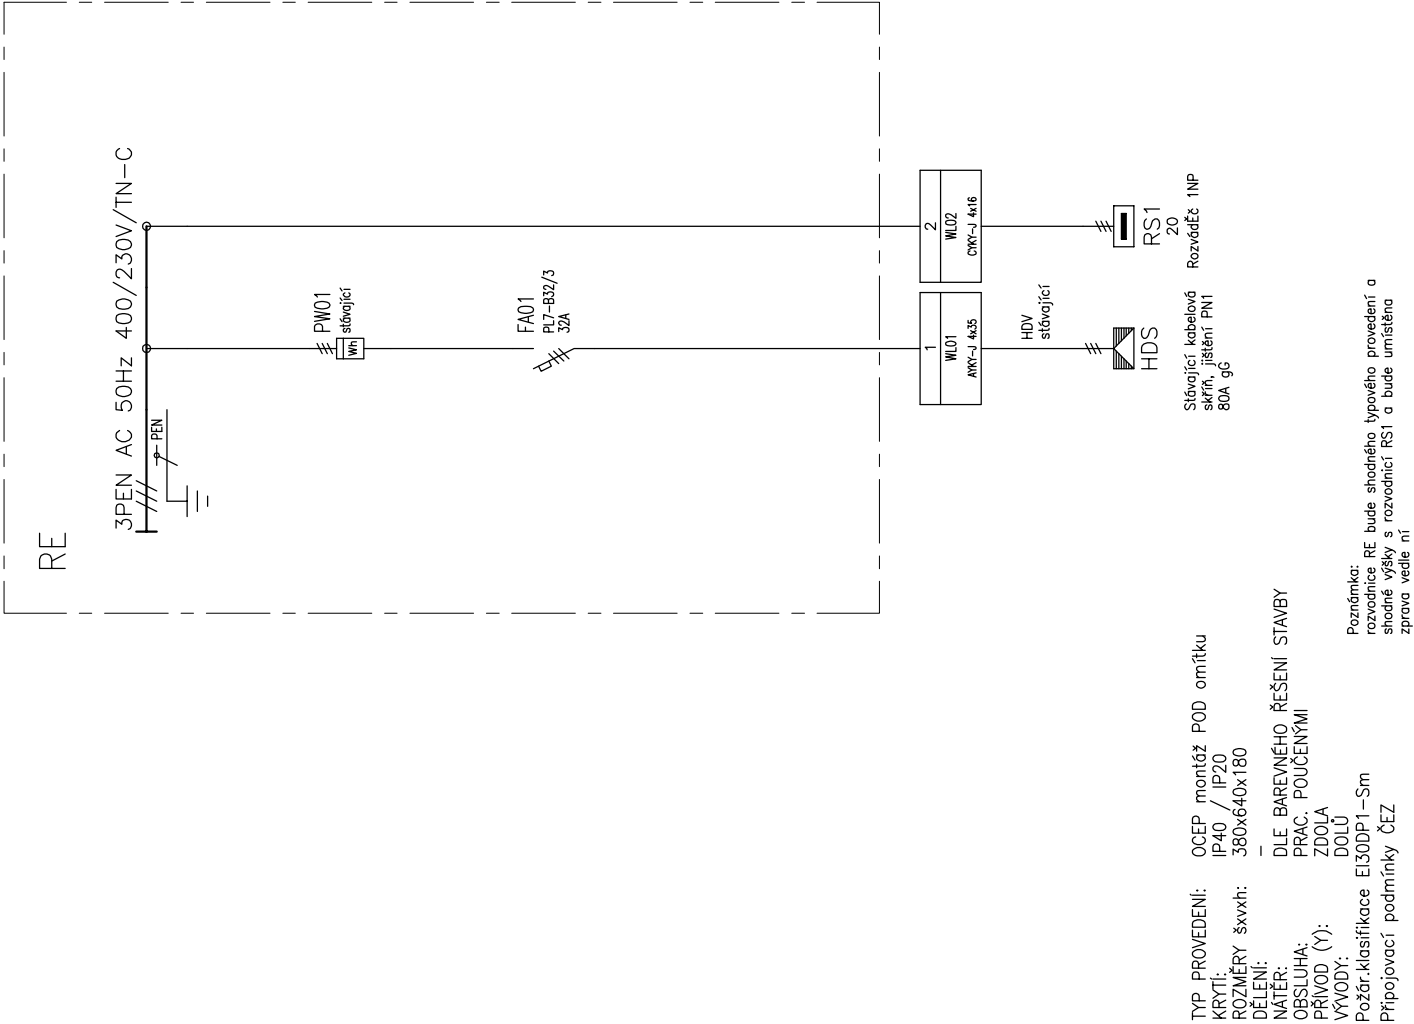 RE
3PEN AC 50Hz 400/230V/TN-C
PEN
PW01
stávající
Wh
FA01
PL7-B32/3
32A
1
WL01
AYKY-J 4x35
2
WL02
CYKY-J 4x16
HDV
stávající
HDS
Stávající kabelová
skříň, jištění PN1
80A gG
RS1
20
RozvádĚč 1NP
TYP PROVEDENÍ: OCEP montáž POD omítku
KRYTÍ: IP40 / IP20
ROZMĚRY šxvxh: 380x640x180
DĚLENÍ: –
NÁTĚR: DLE BAREVNÉHO ŘEŠENÍ STAVBY
OBSLUHA: PRAC. POUČENÝMI
PŘÍVOD (Y): ZDOLA
VÝVODY: DOLŮ
Požár.klasifikace EI30DP1-Sm
Připojovací podmínky ČEZ
Poznámka:
rozvodnice RE bude shodného typového provedení a
shodné výšky s rozvodnicí RS1 a bude umístěna
zprava vedle ní